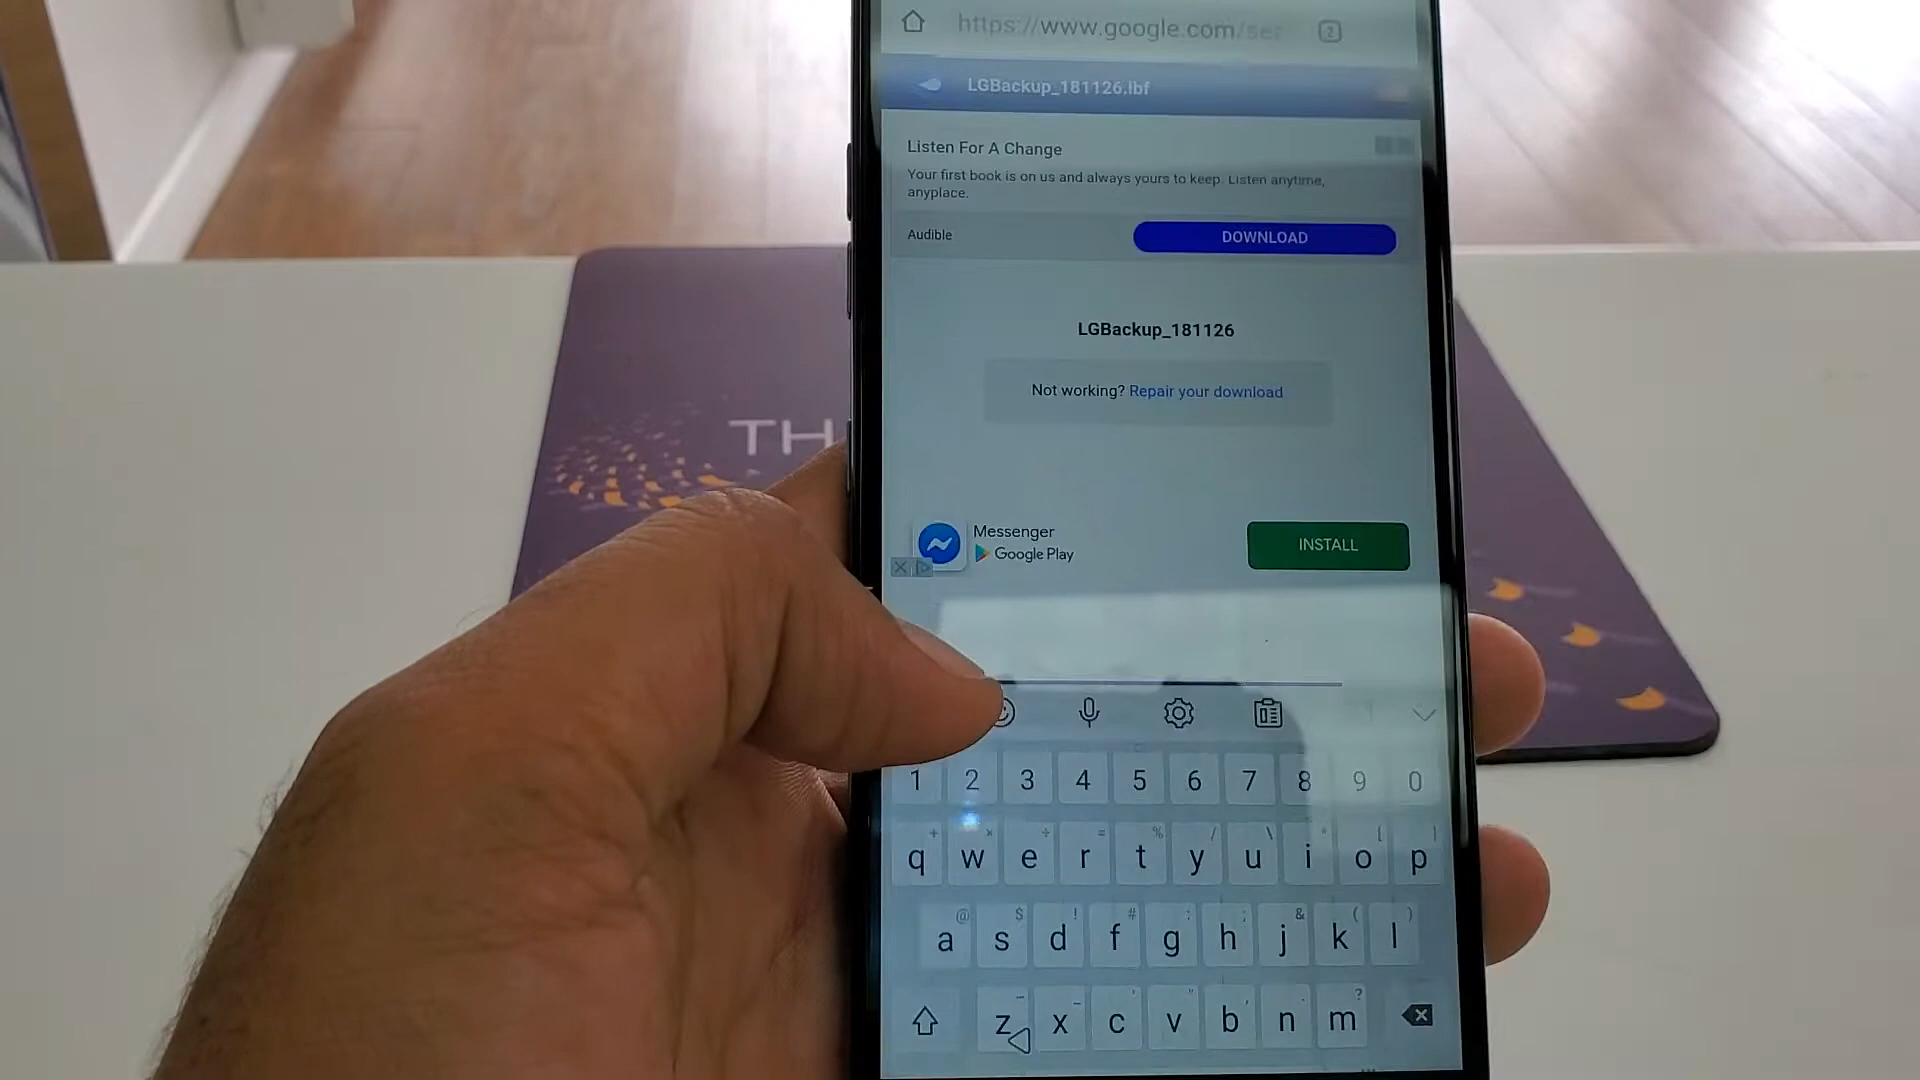 https://www.google.com/ser
2
LGBackup_181126.lbf
Listen For A Change
Your first book is on us and always yours to keep. Listen anytime,
anyplace.
Audible
DOWNLOAD
LGBackup_181126
Not working? Repair your download
TH
Messenger
Google Play
INSTALL
1 2 3 4 5 6 7 8 9 0
+ × ÷ = % / \ * [ ]
q w e r t y u i o p
@ $ ! # : ; & ( )
a s d f g h j k l
?
z x c v b n m